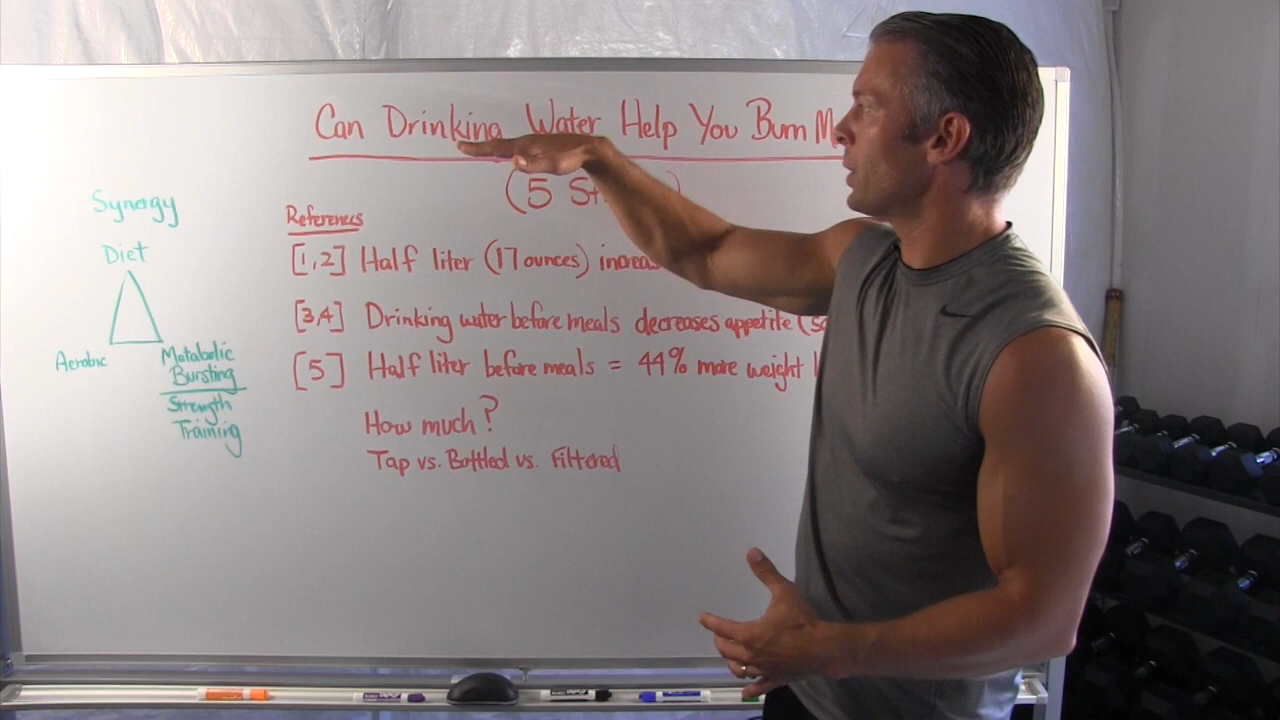 Can Drinking Water Help You Burn
(5
References
[1,2] Half liter (17 ounces)
[3,4] Drinking water before meals decreases appetite
[5] Half liter before meals = 44% more weight
How much?
Tap vs. Bottled vs. Filtered
Synergy
Diet
Aerobic
Metabolic
Bursting
Strength
Training